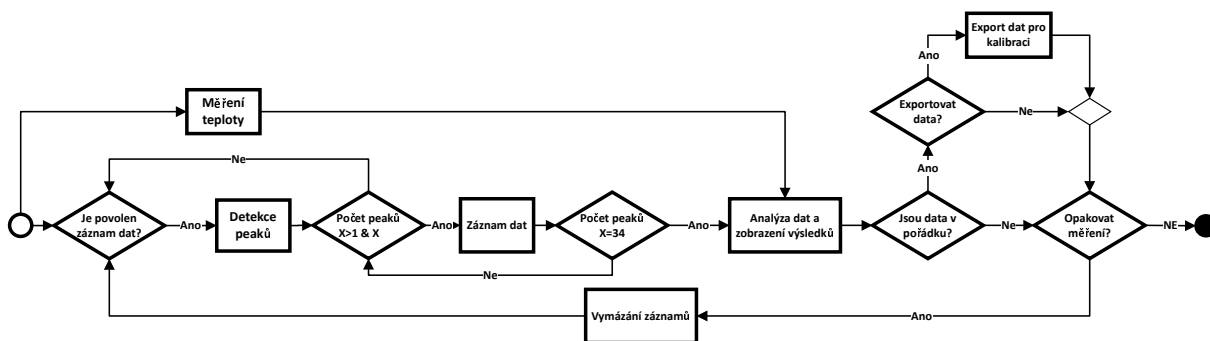 Export dat pro
kalibraci
Ano
Exportovat
data?
Ne
Měření
teploty
Ne
Ano
Je povolen
záznam dat?
Ano
Detekce
peaků
Počet peaků
X>1 & X
Ano
Záznam dat
Počet peaků
X=34
Ano
Analýza dat a
zobrazení výsledků
Jsou data v
pořádku?
Ne
Opakovat
měření?
NE
Ne
Vymázání záznamů
Ano